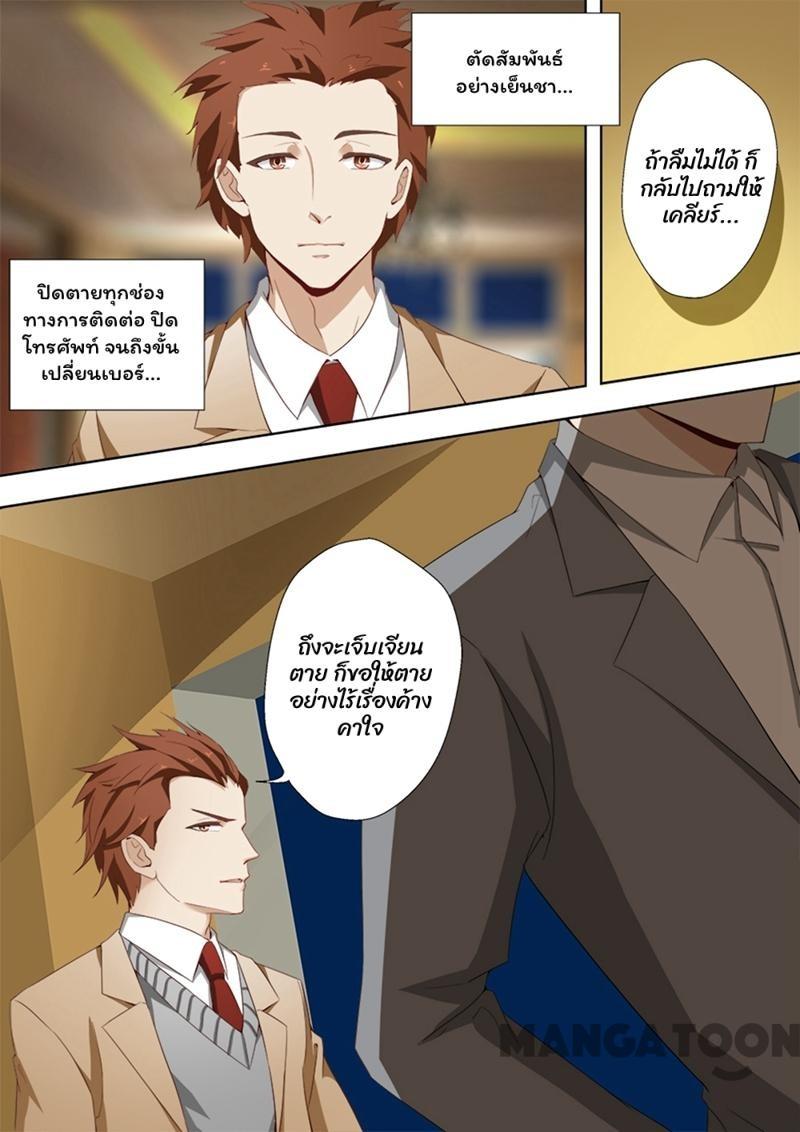 ตัดสัมพันธ์
อย่างเย็นชา...
ปิดตายทุกช่อง
ทางการติดต่อ ปิด
โทรศัพท์ จนถึงขั้น
เปลี่ยนเบอร์...
ถ้าลืมไม่ได้ ก็
กลับไปถามให้
เคลียร์...
ถึงจะเจ็บเจียน
ตาย ก็ขอให้ตาย
อย่างไร้เรื่องค้าง
คาใจ
MANGATOON